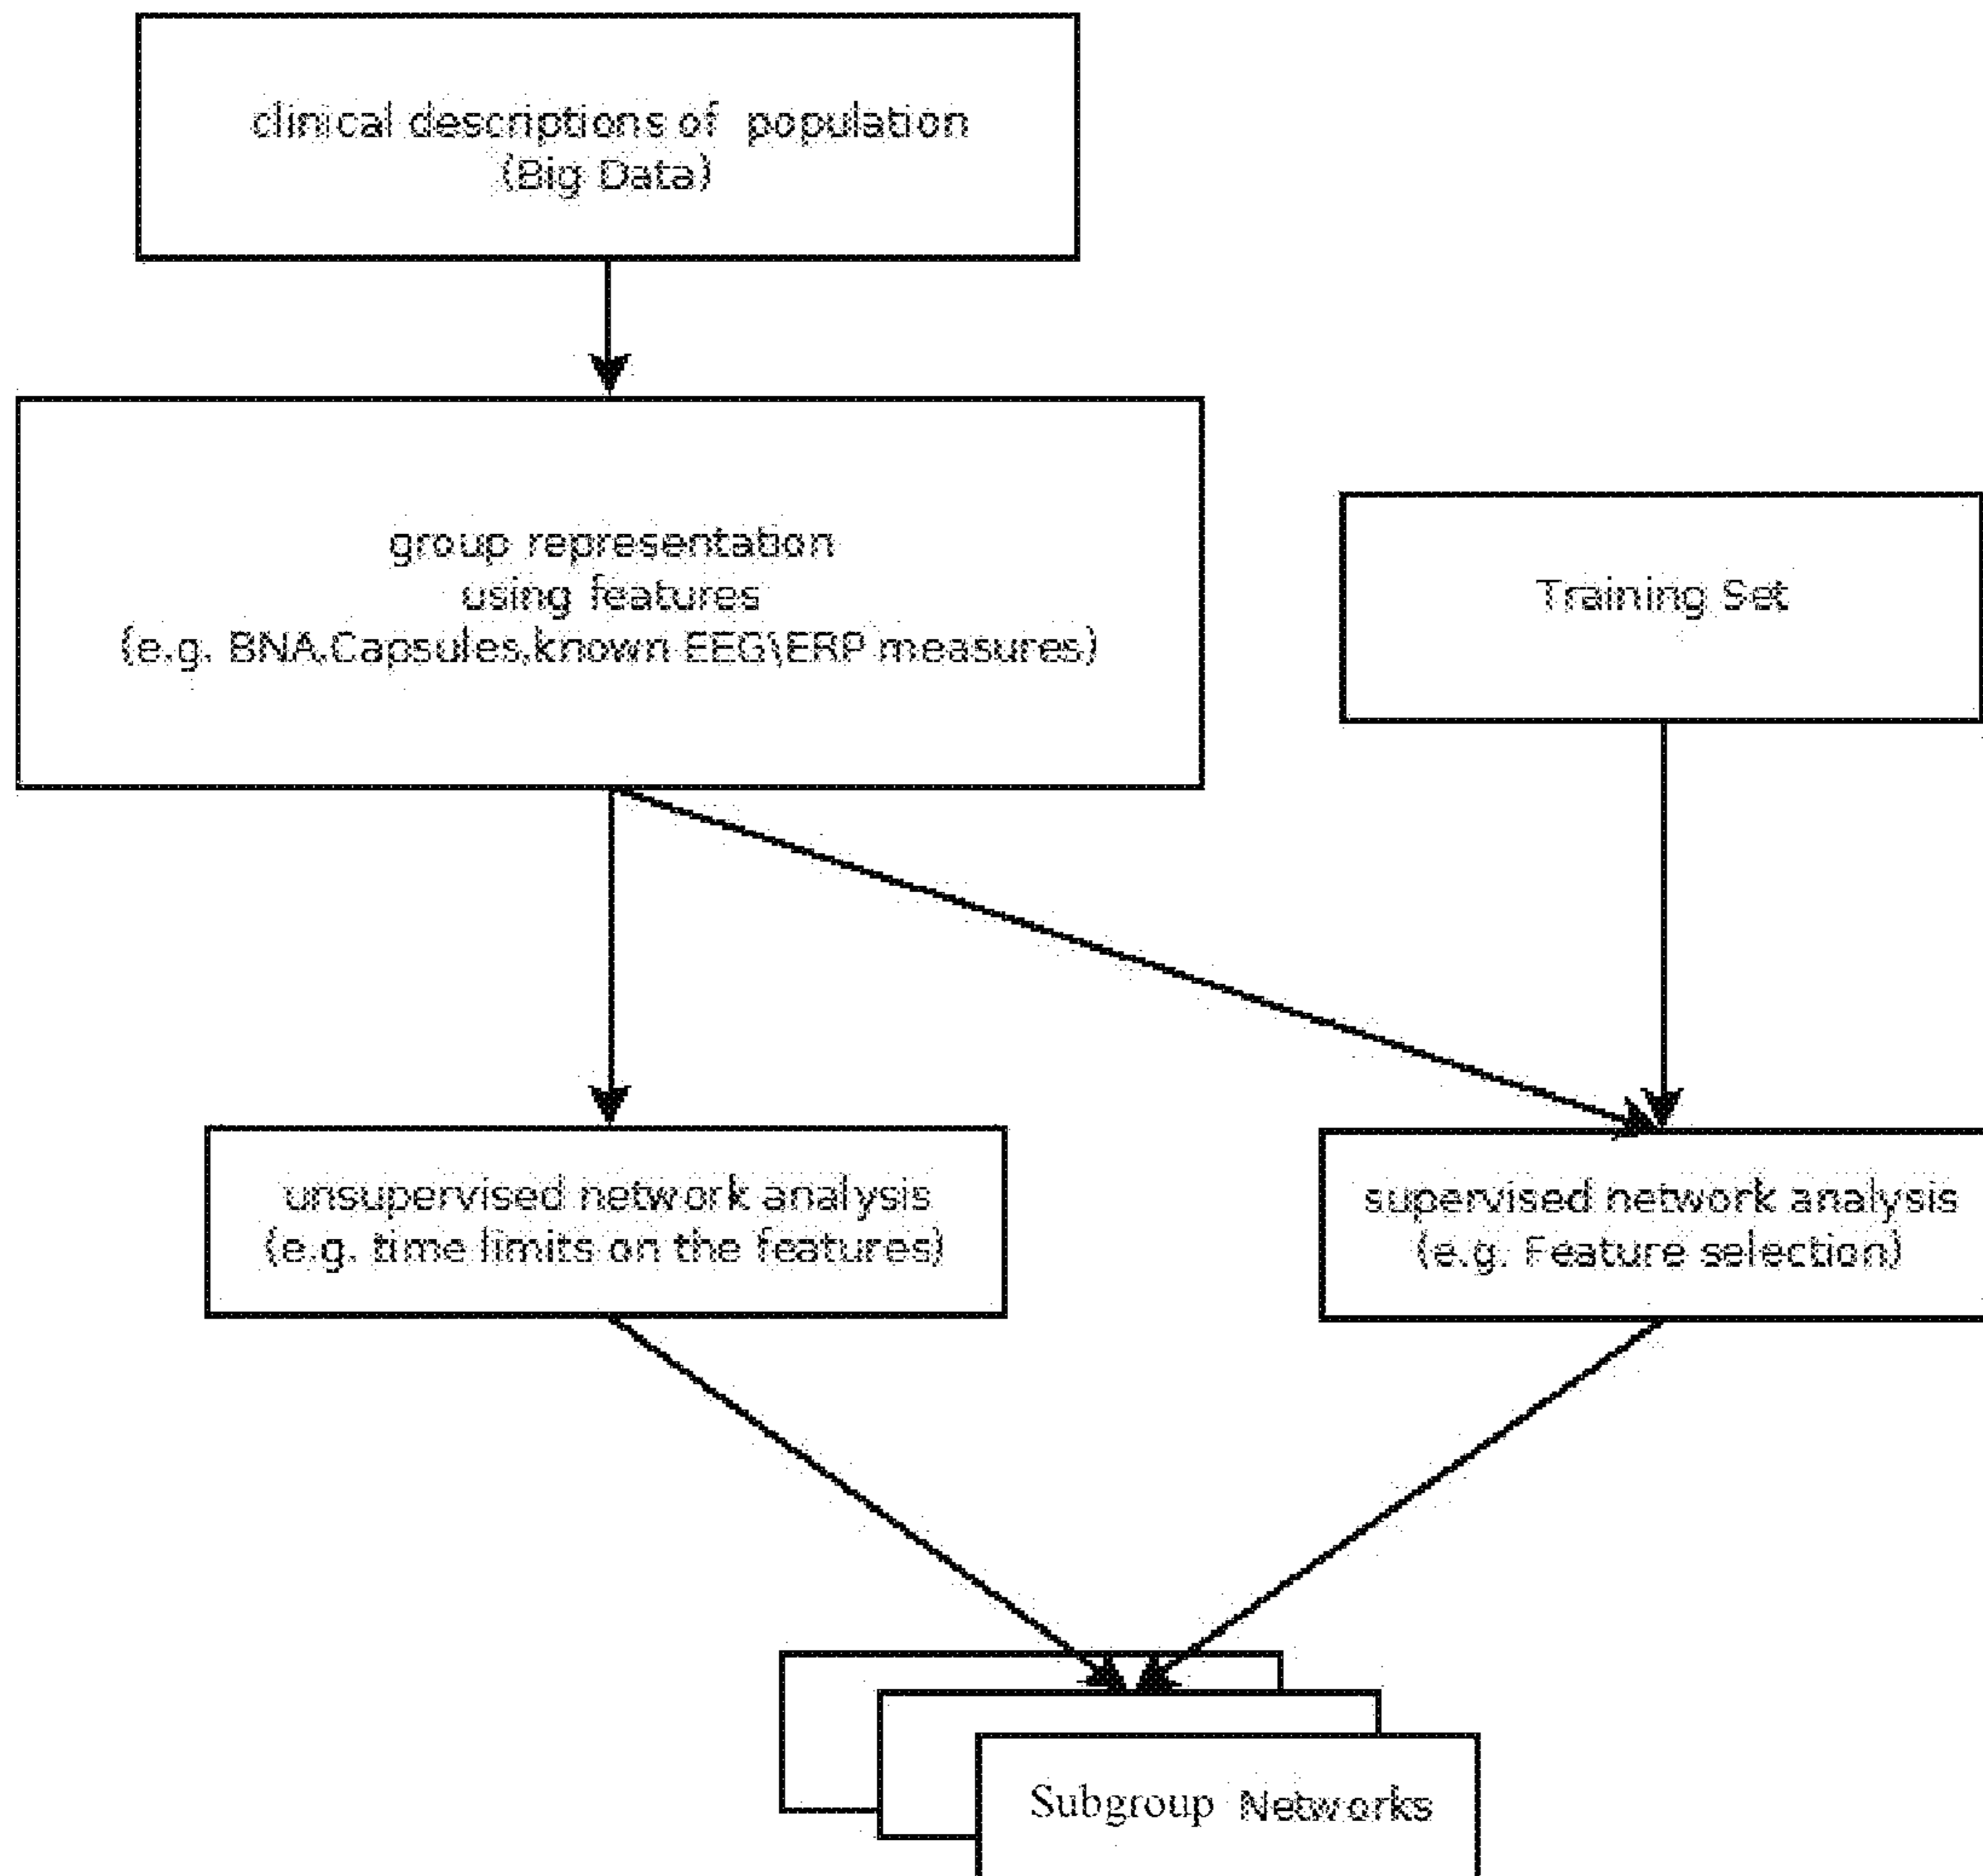 clinical descriptions of population
(Big Data)
group representation
using features
(e.g. BNA,Capsules,known EEG\ERP measures)
Training Set
unsupervised network analysis
(e.g. time limits on the features)
supervised network analysis
(e.g. Feature selection)
Subgroup Networks